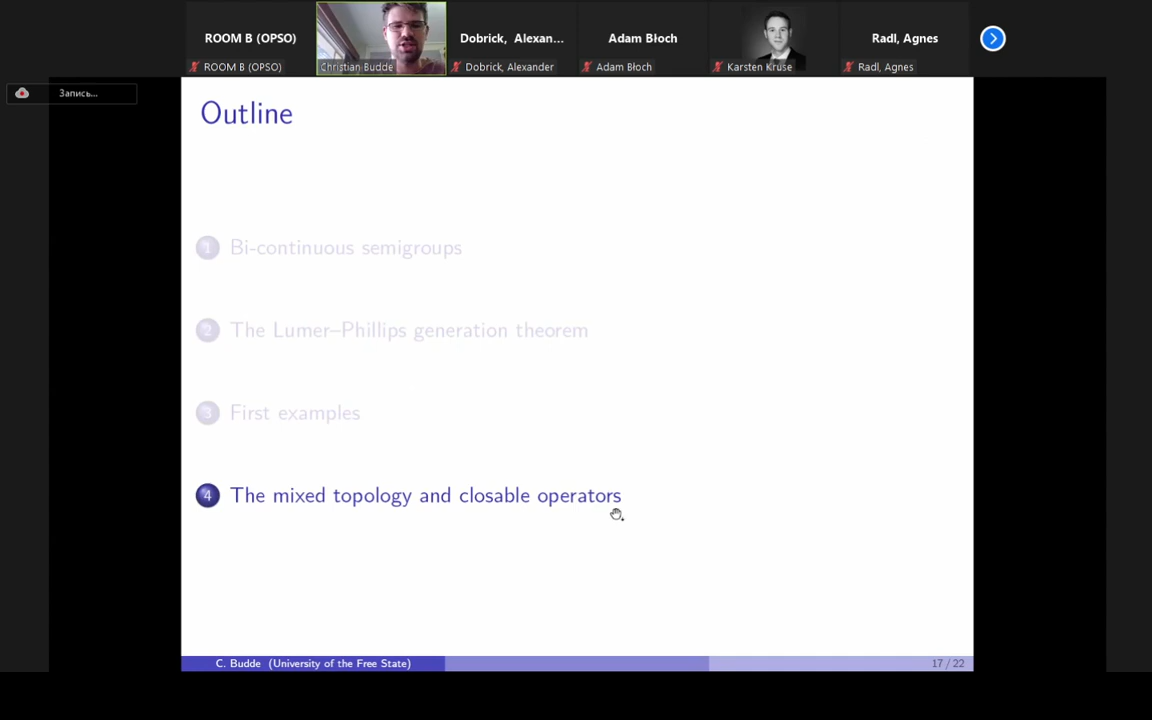 ROOM B (OPSO)
Dobrick, Alexan...
Adam Błoch
Radl, Agnes
ROOM B (OPSO)
Christian Budde
Dobrick, Alexander
Adam Błoch
Karsten Kruse
Radl, Agnes
Запись...
Outline
1 Bi-continuous semigroups
2 The Lumer–Phillips generation theorem
3 First examples
4 The mixed topology and closable operators
C. Budde (University of the Free State)
17 / 22